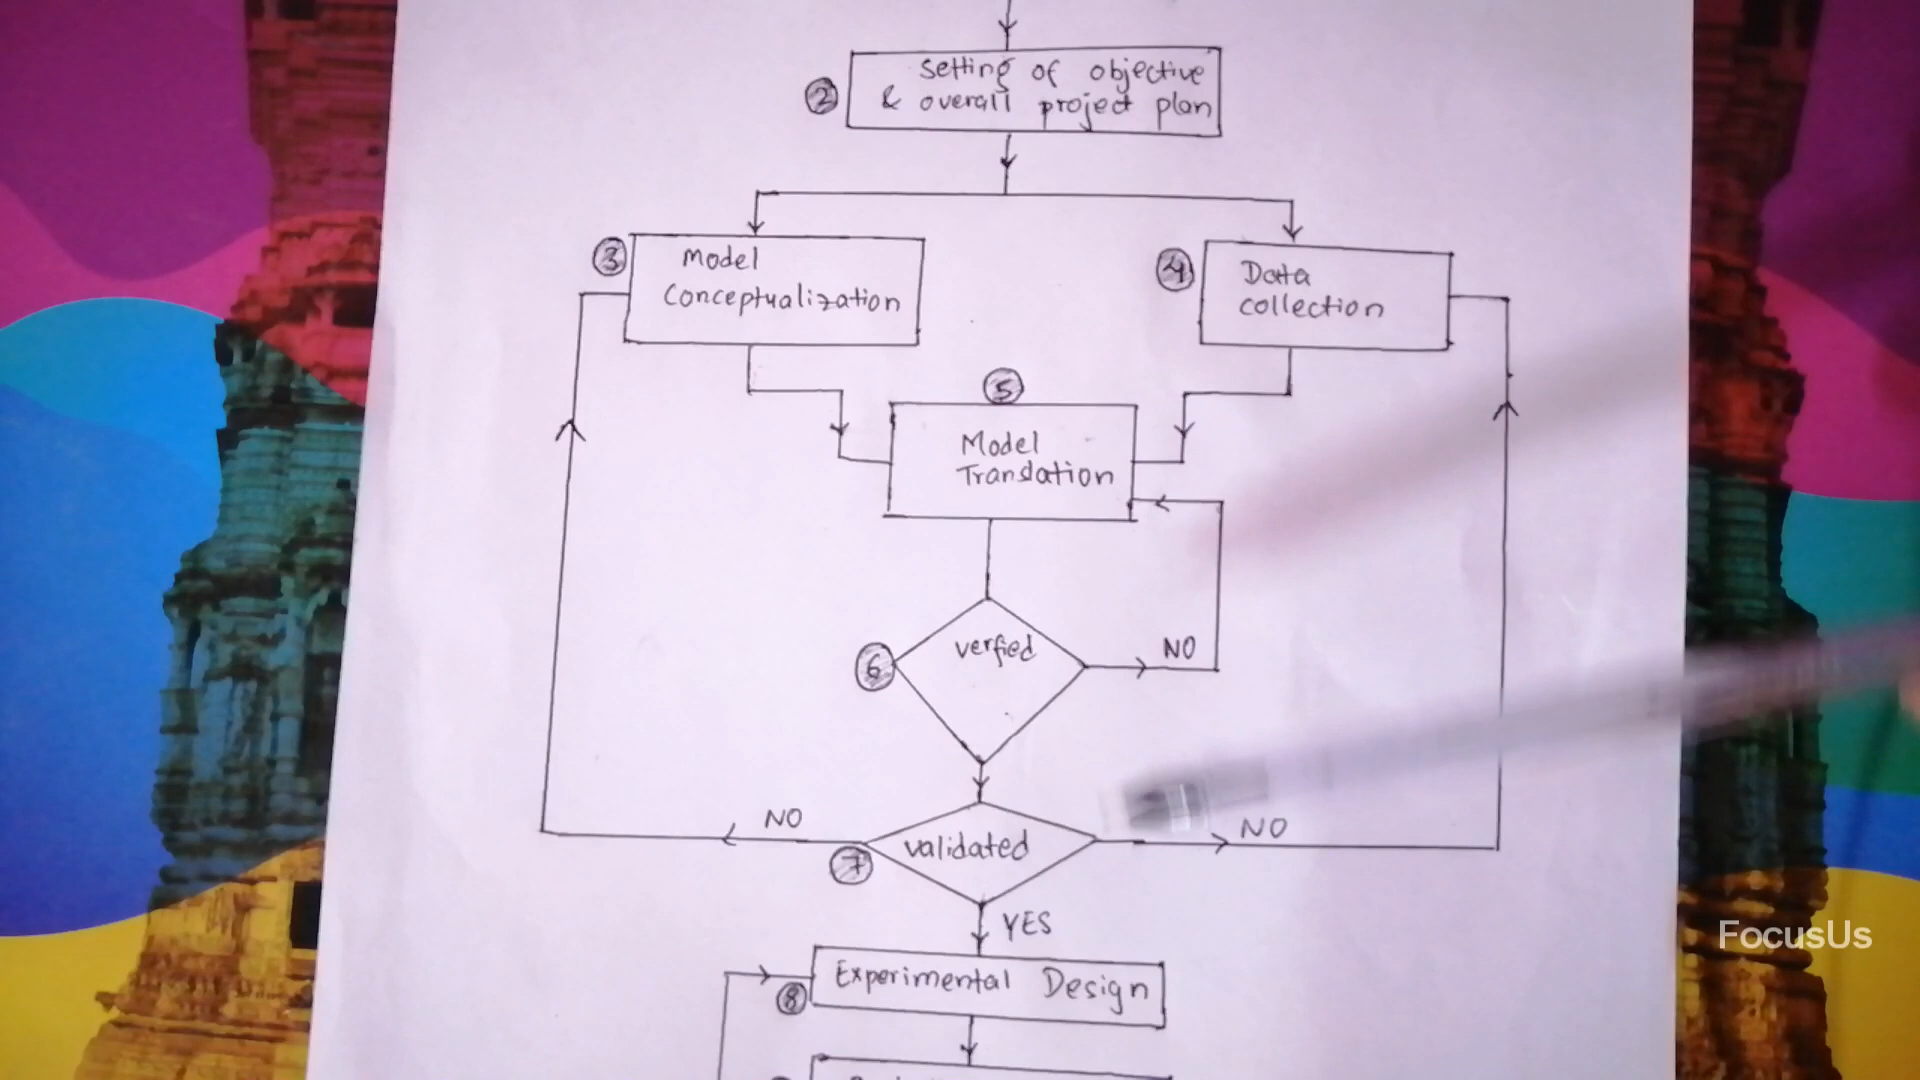 ②
Setting of objective
& overall project plan
③
Model
Conceptualization
④
Data
collection
⑤
Model
Translation
⑥
verfied
NO
NO
⑦
validated
NO
YES
⑧
Experimental Design
FocusUs